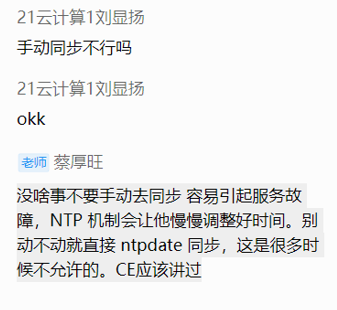 21云计算1刘显扬
手动同步不行吗
21云计算1刘显扬
okk
老师 蔡厚旺
没啥事不要手动去同步 容易引起服务故
障，NTP 机制会让他慢慢调整好时间。别
动不动就直接 ntpdate 同步，这是很多时
候不允许的。CE应该讲过